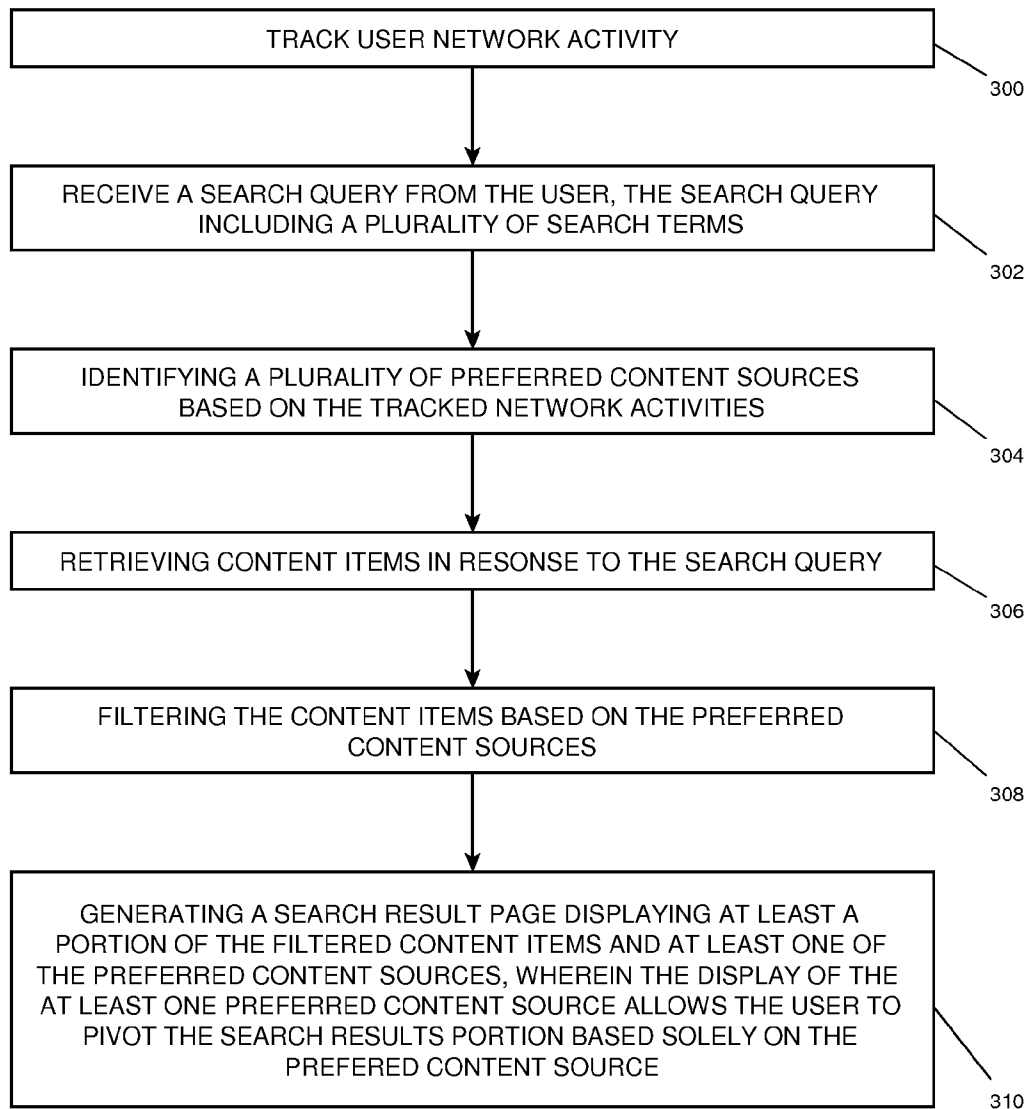 TRACK USER NETWORK ACTIVITY
300
RECEIVE A SEARCH QUERY FROM THE USER, THE SEARCH QUERY
INCLUDING A PLURALITY OF SEARCH TERMS
302
IDENTIFYING A PLURALITY OF PREFERRED CONTENT SOURCES
BASED ON THE TRACKED NETWORK ACTIVITIES
304
RETRIEVING CONTENT ITEMS IN RESONSE TO THE SEARCH QUERY
306
FILTERING THE CONTENT ITEMS BASED ON THE PREFERRED
CONTENT SOURCES
308
GENERATING A SEARCH RESULT PAGE DISPLAYING AT LEAST A
PORTION OF THE FILTERED CONTENT ITEMS AND AT LEAST ONE OF
THE PREFERRED CONTENT SOURCES, WHEREIN THE DISPLAY OF THE
AT LEAST ONE PREFERRED CONTENT SOURCE ALLOWS THE USER TO
PIVOT THE SEARCH RESULTS PORTION BASED SOLELY ON THE
PREFERED CONTENT SOURCE
310